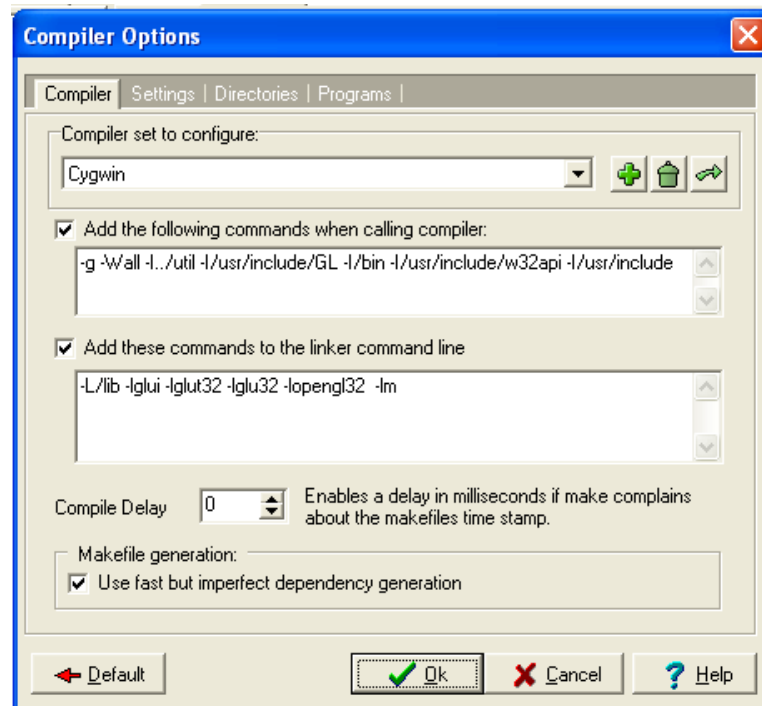 Compiler Options
Compiler Settings | Directories | Programs |
Compiler set to configure:
Cygwin
Add the following commands when calling compiler:
-g -Wall -I../util -I/usr/include/GL -I/bin -I/usr/include/w32api -I/usr/include
Add these commands to the linker command line
-L/lib -lglui -lglut32 -lglu32 -lopengl32  -lm
Compile Delay 0 Enables a delay in milliseconds if make complains
about the makefiles time stamp.
Makefile generation:
Use fast but imperfect dependency generation
Default Ok Cancel ? Help